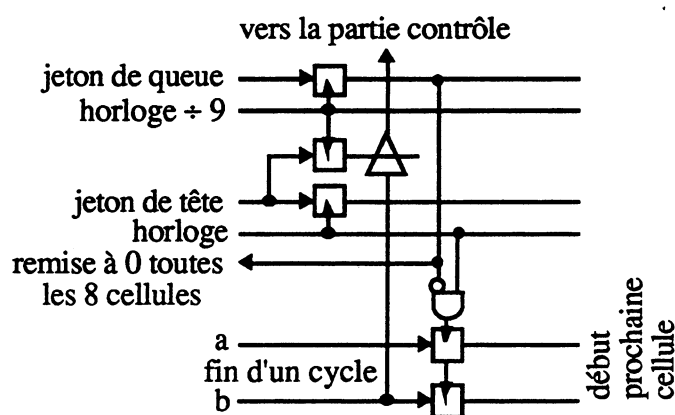 vers la partie contrôle
jeton de queue
horloge ÷ 9
jeton de tête
horloge
remise à 0 toutes
les 8 cellules
a
fin d'un cycle
b
début
prochaine
cellule